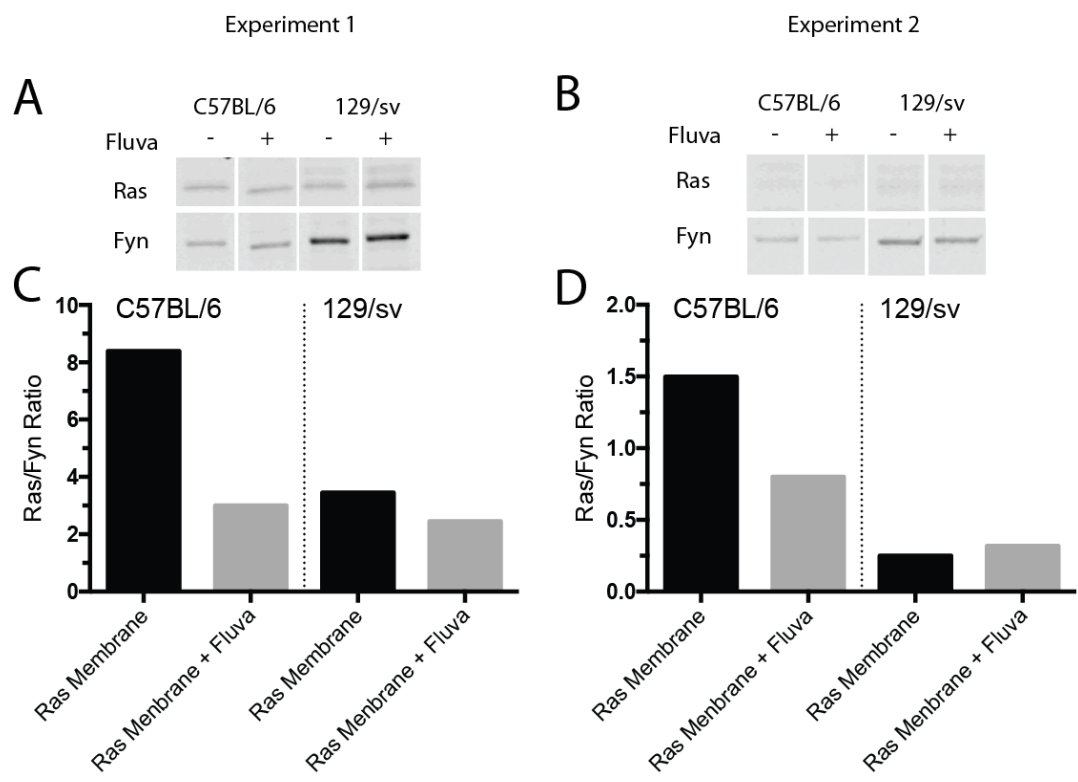 Experiment 1
Experiment 2
A
C57BL/6 129/sv
Fluva - + - +
Ras
Fyn
B
C57BL/6 129/sv
Fluva - + - +
Ras
Fyn
C
C57BL/6 129/sv
10
8
6
4
2
0
Ras/Fyn Ratio
Ras Membrane
Ras Menbrane + Fluva
Ras Membrane
Ras Menbrane + Fluva
D
C57BL/6 129/sv
2.0
1.5
1.0
0.5
0.0
Ras/Fyn Ratio
Ras Membrane
Ras Menbrane + Fluva
Ras Membrane
Ras Menbrane + Fluva